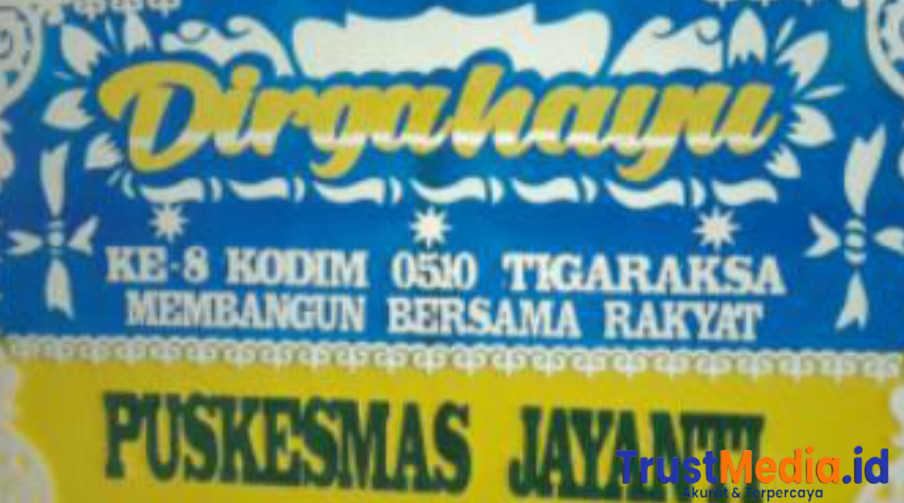 Dirgahayu
KE-8 KODIM 0510 TIGARAKSA
MEMBANGUN BERSAMA RAKYAT
PUSKESMAS JAYANTI
TrustMedia.id
Akurat & Terpercaya